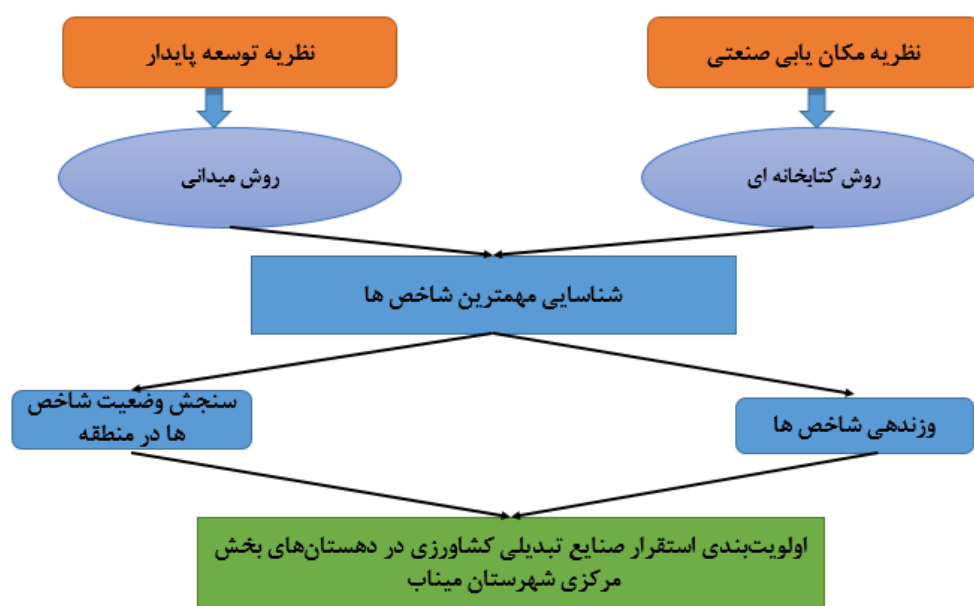 نظریه مکان یابی صنعتی
نظریه توسعه پایدار
روش کتابخانه ای
روش میدانی
شناسایی مهمترین شاخص ها
وزندهی شاخص ها
سنجش وضعیت شاخص
ها در منطقه
اولویت‌بندی استقرار صنایع تبدیلی کشاورزی در دهستان‌های بخش
مرکزی شهرستان میناب